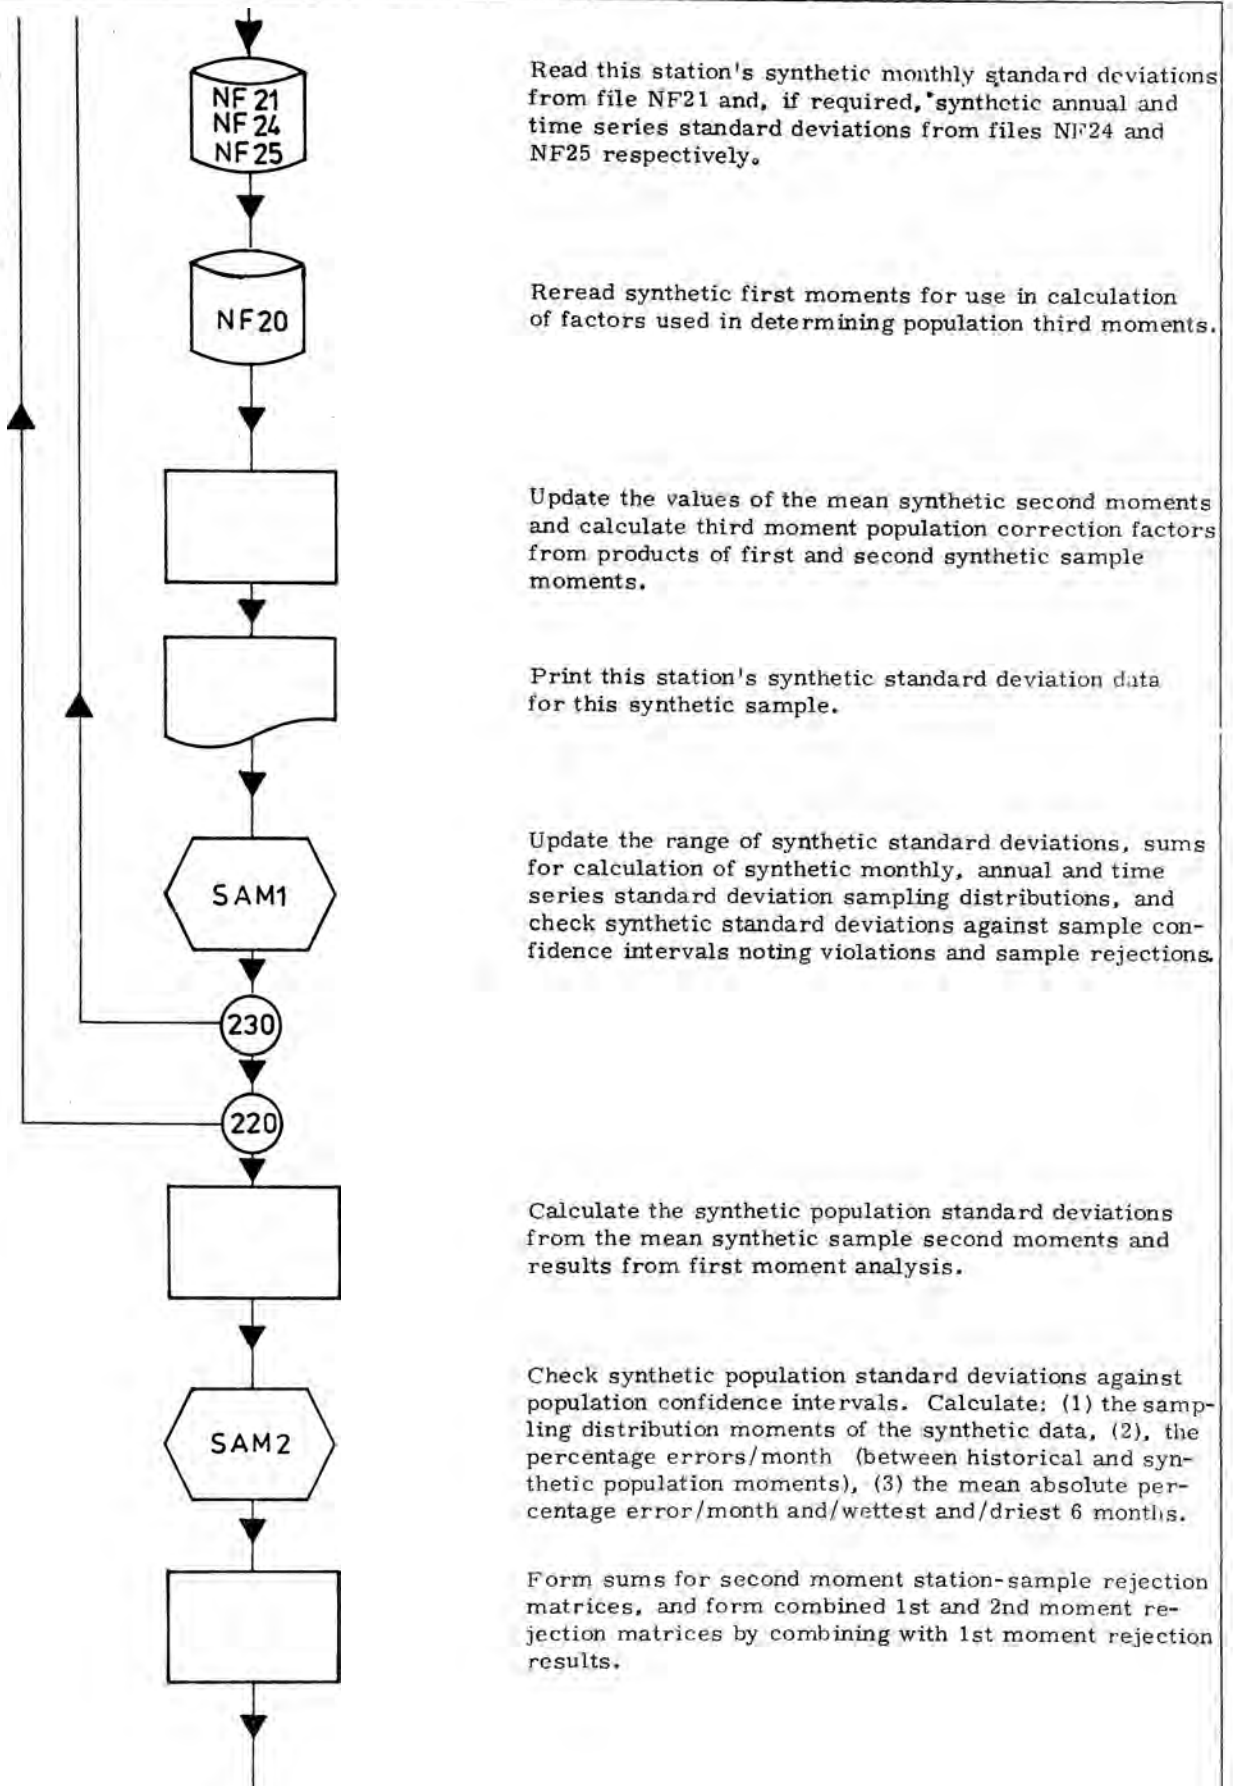 NF 21
NF 24
NF 25
Read this station's synthetic monthly standard deviations
from file NF21 and, if required, synthetic annual and
time series standard deviations from files NF24 and
NF25 respectively.
NF20
Reread synthetic first moments for use in calculation
of factors used in determining population third moments.
Update the values of the mean synthetic second moments
and calculate third moment population correction factors
from products of first and second synthetic sample
moments.
Print this station's synthetic standard deviation data
for this synthetic sample.
SAM1
Update the range of synthetic standard deviations, sums
for calculation of synthetic monthly, annual and time
series standard deviation sampling distributions, and
check synthetic standard deviations against sample con-
fidence intervals noting violations and sample rejections.
230
220
Calculate the synthetic population standard deviations
from the mean synthetic sample second moments and
results from first moment analysis.
SAM2
Check synthetic population standard deviations against
population confidence intervals. Calculate: (1) the samp-
ling distribution moments of the synthetic data, (2), the
percentage errors/month (between historical and syn-
thetic population moments), (3) the mean absolute per-
centage error/month and/wettest and/driest 6 months.
Form sums for second moment station-sample rejection
matrices, and form combined 1st and 2nd moment re-
jection matrices by combining with 1st moment rejection
results.